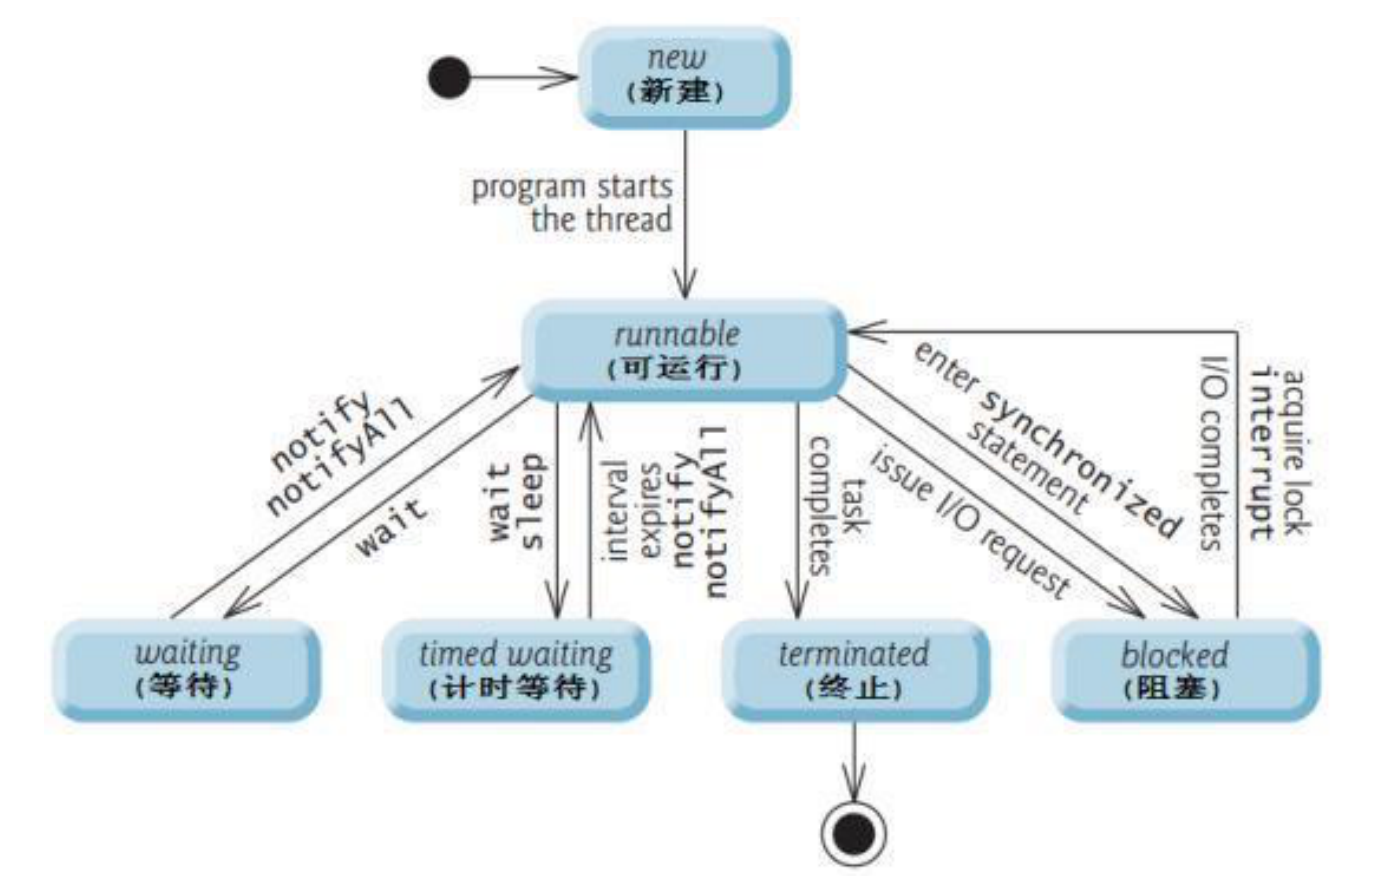 new
(新建)
program starts
the thread
runnable
(可运行)
notify
notifyAll
wait
wait
sleep
interval
expires
notify
notifyAll
task
completes
issue I/O request
enter synchronized
statement
I/O completes
interrupt
acquire lock
waiting
(等待)
timed waiting
(计时等待)
terminated
(终止)
blocked
(阻塞)